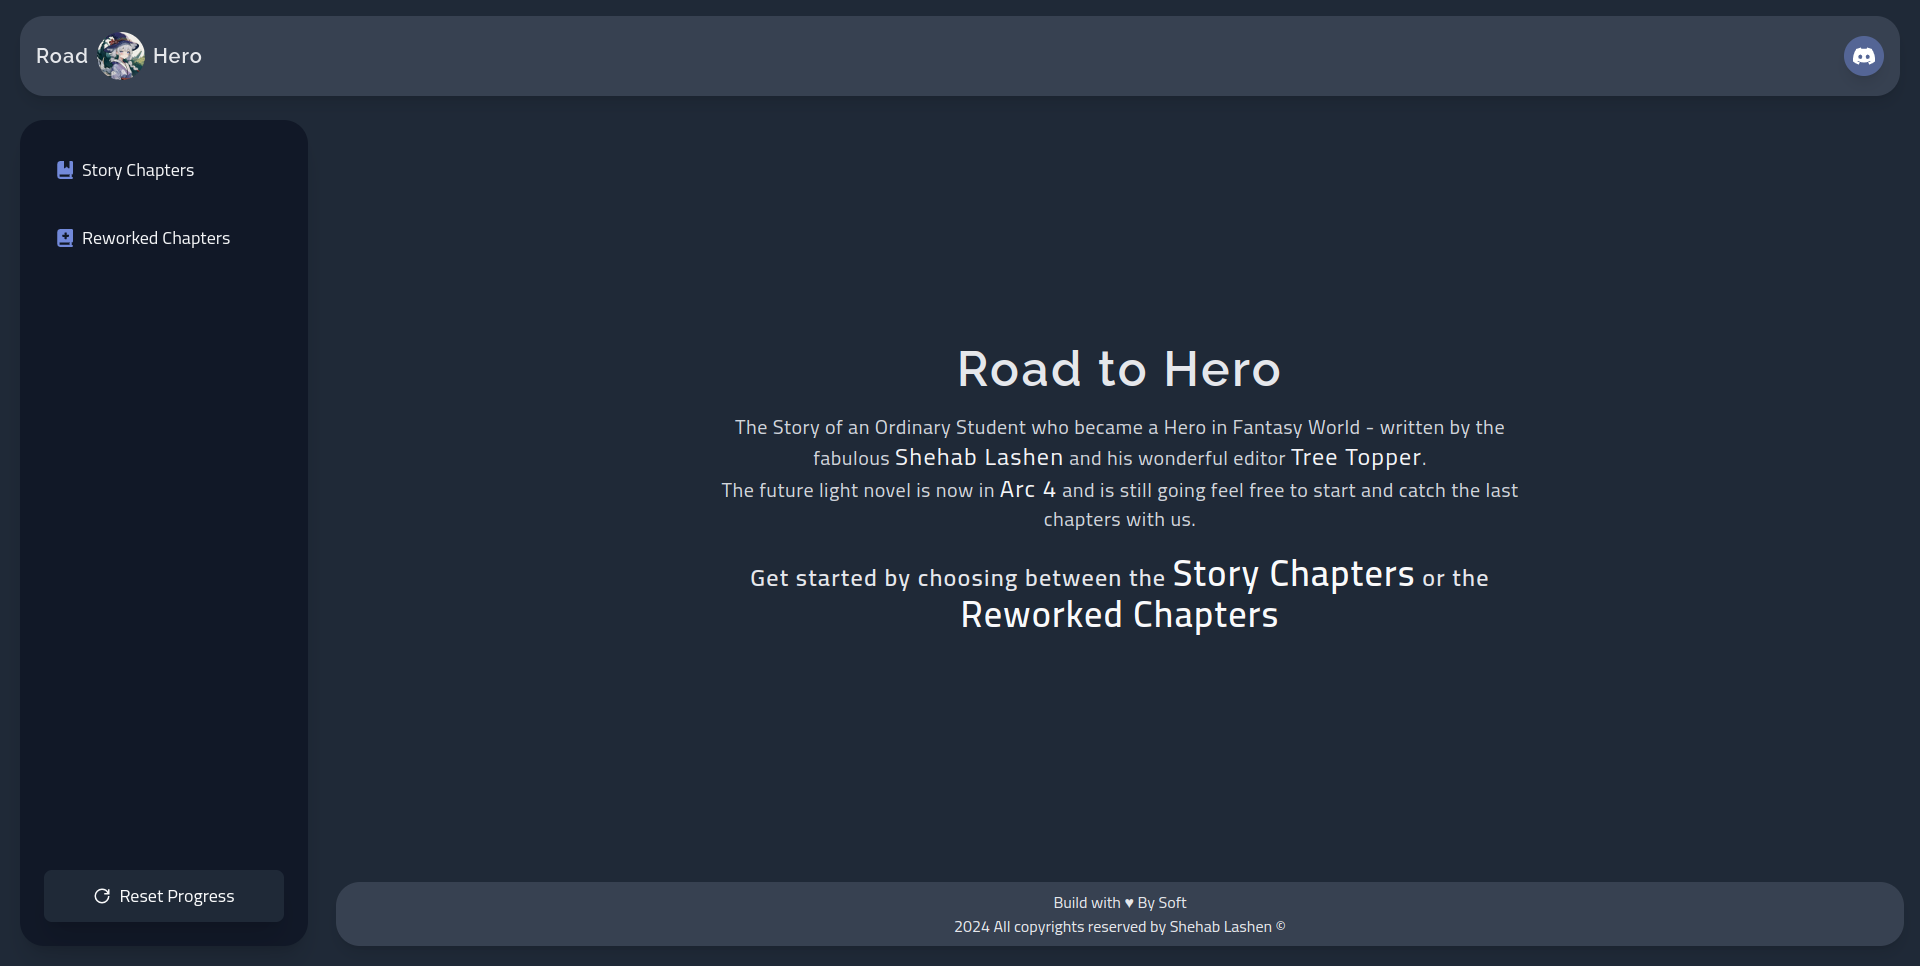 Road Hero
Story Chapters
Reworked Chapters
Reset Progress
Road to Hero
The Story of an Ordinary Student who became a Hero in Fantasy World - written by the
fabulous Shehab Lashen and his wonderful editor Tree Topper.
The future light novel is now in Arc 4 and is still going feel free to start and catch the last
chapters with us.
Get started by choosing between the Story Chapters or the
Reworked Chapters
Build with ♥ By Soft
2024 All copyrights reserved by Shehab Lashen ©